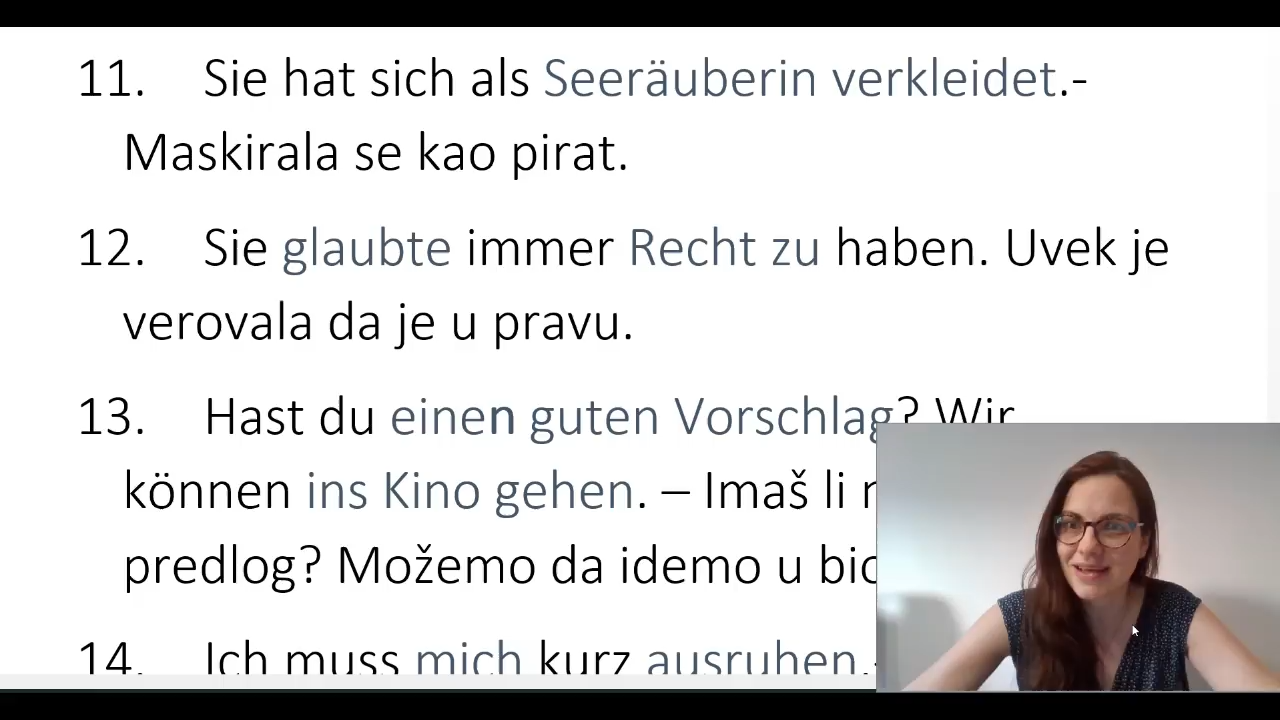 11. Sie hat sich als Seeräuberin verkleidet.-
Maskirala se kao pirat.
12. Sie glaubte immer Recht zu haben. Uvek je
verovala da je u pravu.
13. Hast du einen guten Vorschlag? Wir
können ins Kino gehen. – Imaš li
predlog? Možemo da idemo u
14. Ich muss mich kurz ausruhen.-